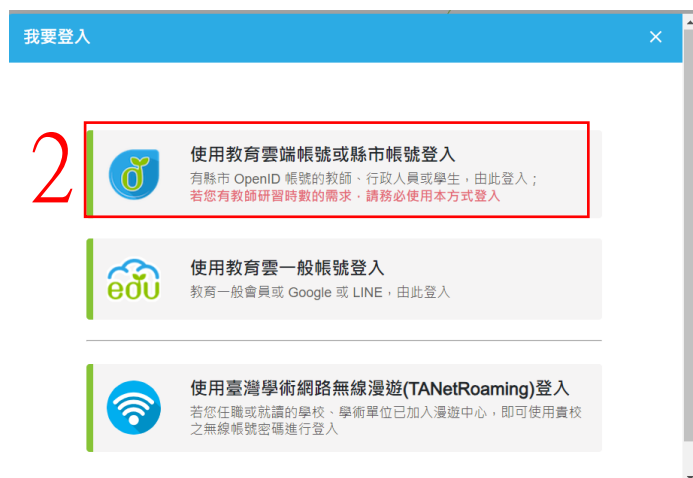 我要登入
2
使用教育雲端帳號或縣市帳號登入
有縣市 OpenID 帳號的教師、行政人員或學生，由此登入；
若您有教師研習時數的需求，請務必使用本方式登入
edu
使用教育雲一般帳號登入
教育一般會員或 Google 或 LINE，由此登入
使用臺灣學術網路無線漫遊(TANetRoaming)登入
若您任職或就讀的學校、學術單位已加入漫遊中心，即可使用貴校
之無線帳號密碼進行登入